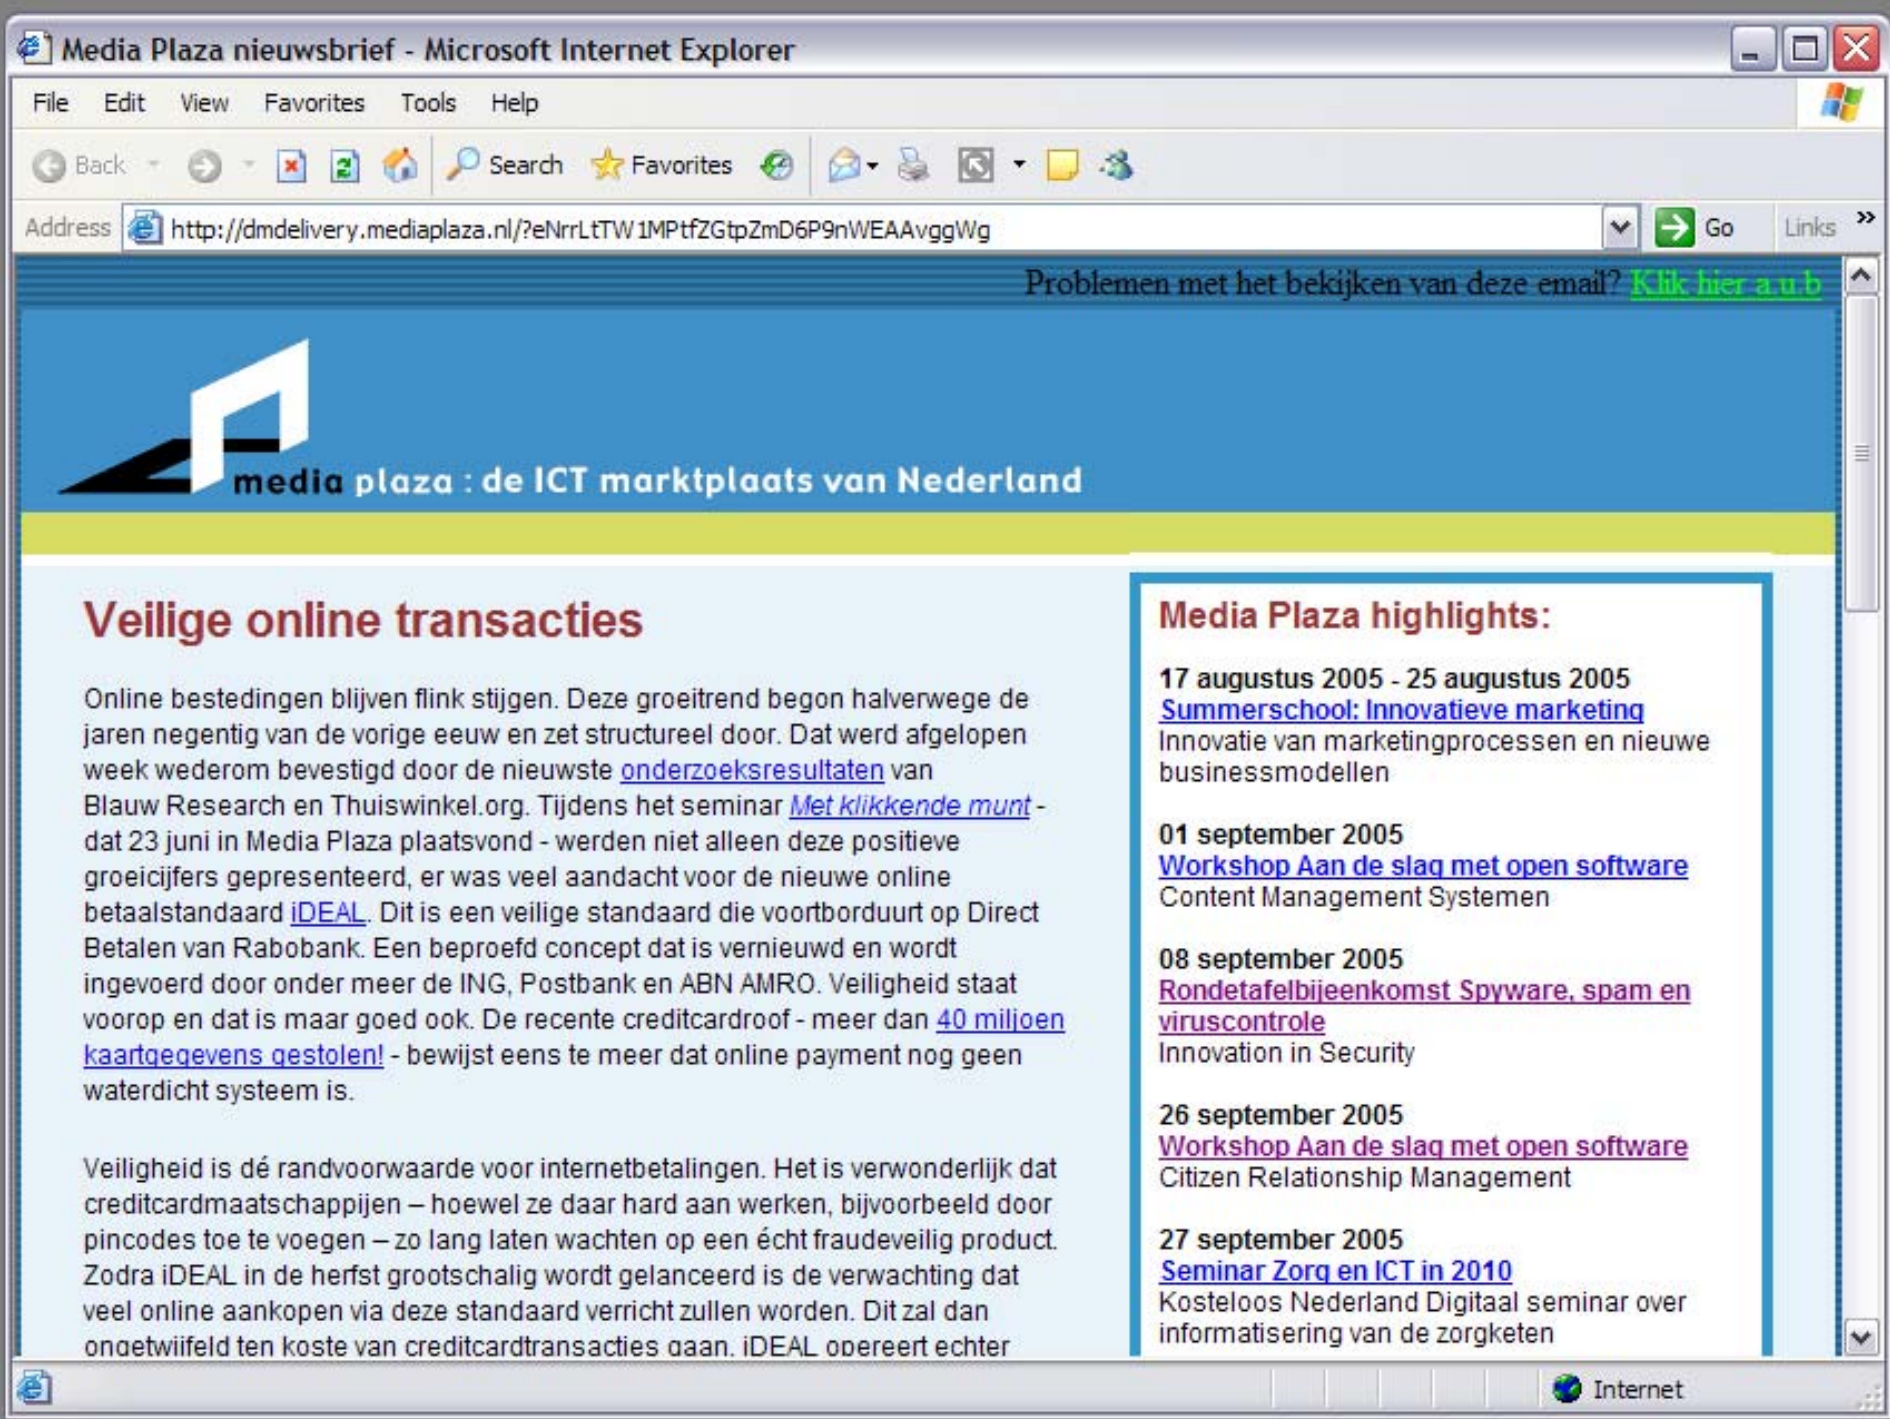 Media Plaza nieuwsbrief - Microsoft Internet Explorer
File Edit View Favorites Tools Help
Back Search Favorites
Address http://dmdelivery.mediaplaza.nl/?eNrrLtTW1MPtfZGtpZmD6P9nWEAAvggWg Go Links »
Problemen met het bekijken van deze email? Klik hier a.u.b
media plaza : de ICT marktplaats van Nederland
Veilige online transacties
Online bestedingen blijven flink stijgen. Deze groeitrend begon halverwege de
jaren negentig van de vorige eeuw en zet structureel door. Dat werd afgelopen
week wederom bevestigd door de nieuwste onderzoeksresultaten van
Blauw Research en Thuiswinkel.org. Tijdens het seminar Met klikkende munt -
dat 23 juni in Media Plaza plaatsvond - werden niet alleen deze positieve
groeicijfers gepresenteerd, er was veel aandacht voor de nieuwe online
betaalstandaard iDEAL. Dit is een veilige standaard die voortborduurt op Direct
Betalen van Rabobank. Een beproefd concept dat is vernieuwd en wordt
ingevoerd door onder meer de ING, Postbank en ABN AMRO. Veiligheid staat
voorop en dat is maar goed ook. De recente creditcardroof - meer dan 40 miljoen
kaartgegevens gestolen! - bewijst eens te meer dat online payment nog geen
waterdicht systeem is.
Veiligheid is dé randvoorwaarde voor internetbetalingen. Het is verwonderlijk dat
creditcardmaatschappijen – hoewel ze daar hard aan werken, bijvoorbeeld door
pincodes toe te voegen – zo lang laten wachten op een écht fraudeveilig product.
Zodra iDEAL in de herfst grootschalig wordt gelanceerd is de verwachting dat
veel online aankopen via deze standaard verricht zullen worden. Dit zal dan
ongetwijfeld ten koste van creditcardtransacties gaan. iDEAL opereert echter
Media Plaza highlights:
17 augustus 2005 - 25 augustus 2005
Summerschool: Innovatieve marketing
Innovatie van marketingprocessen en nieuwe
businessmodellen
01 september 2005
Workshop Aan de slag met open software
Content Management Systemen
08 september 2005
Rondetafelbijeenkomst Spyware, spam en
viruscontrole
Innovation in Security
26 september 2005
Workshop Aan de slag met open software
Citizen Relationship Management
27 september 2005
Seminar Zorg en ICT in 2010
Kosteloos Nederland Digitaal seminar over
informatisering van de zorgketen
Internet